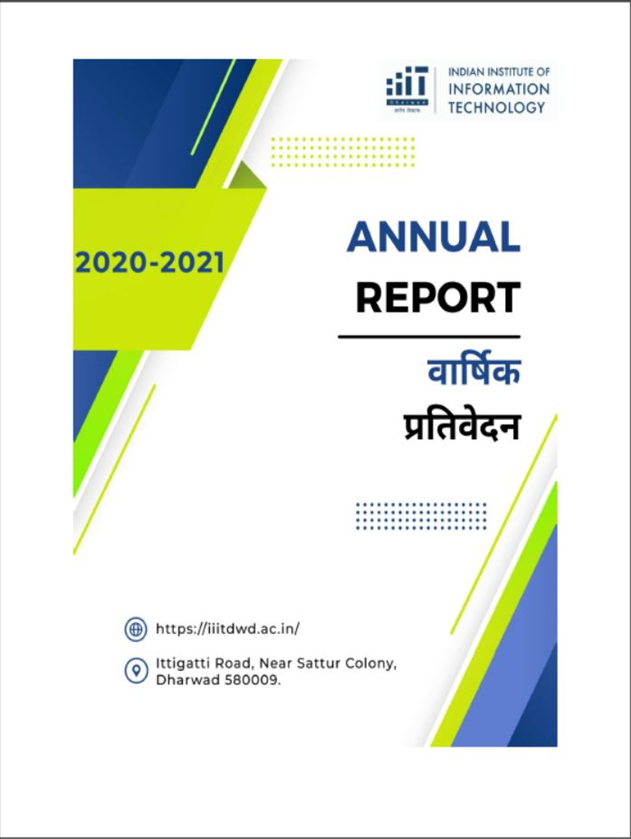 INDIAN INSTITUTE OF
INFORMATION
TECHNOLOGY
2020-2021
ANNUAL
REPORT
वार्षिक
प्रतिवेदन
https://iiitdwd.ac.in/
Ittigatti Road, Near Sattur Colony,
Dharwad 580009.